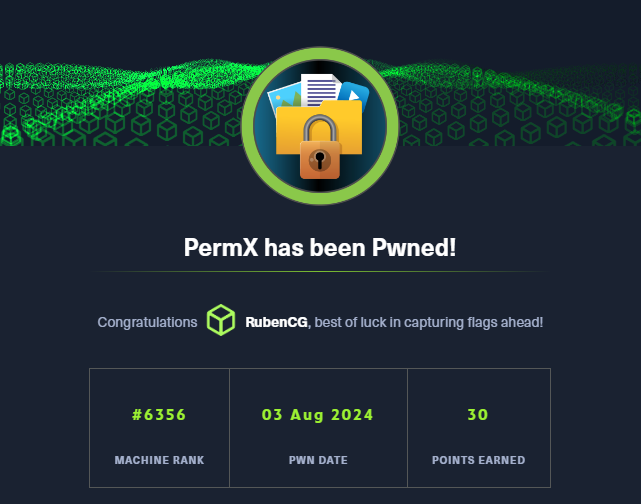 PermX has been Pwned!
Congratulations RubenCG, best of luck in capturing flags ahead!
#6356 03 Aug 2024 30
MACHINE RANK PWN DATE POINTS EARNED